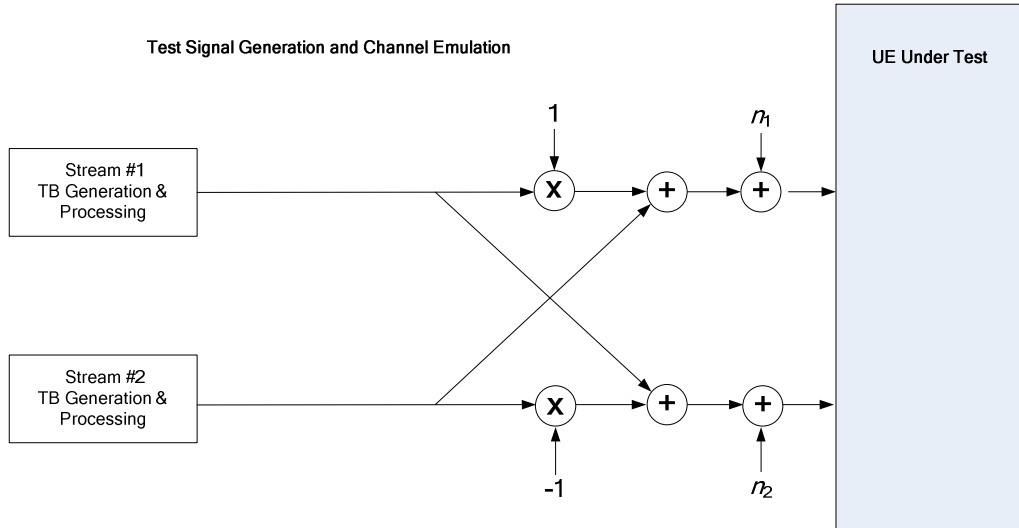 Test Signal Generation and Channel Emulation
UE Under Test
1
n1
Stream #1
TB Generation &
Processing
X
+
+
Stream #2
TB Generation &
Processing
X
+
+
-1
n2